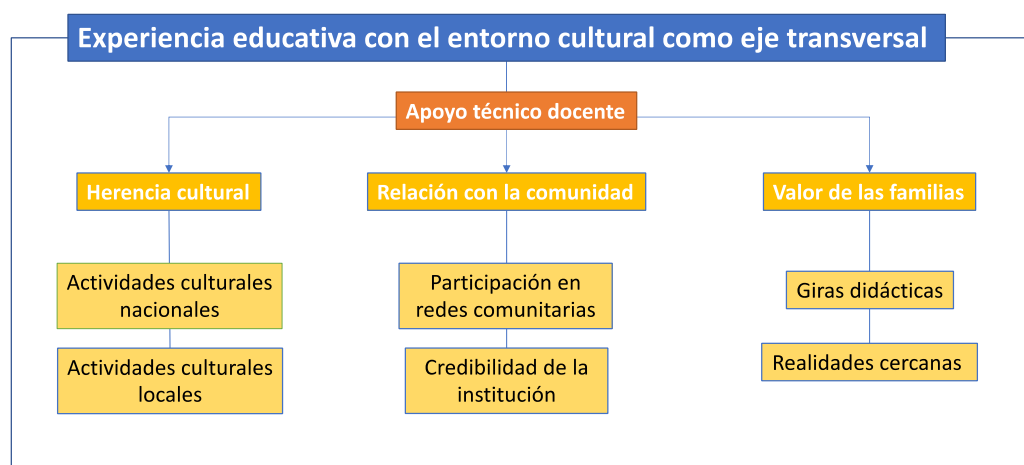 Experiencia educativa con el entorno cultural como eje transversal
Apoyo técnico docente
Herencia cultural
Relación con la comunidad
Valor de las familias
Actividades culturales
nacionales
Participación en
redes comunitarias
Giras didácticas
Actividades culturales
locales
Credibilidad de la
institución
Realidades cercanas